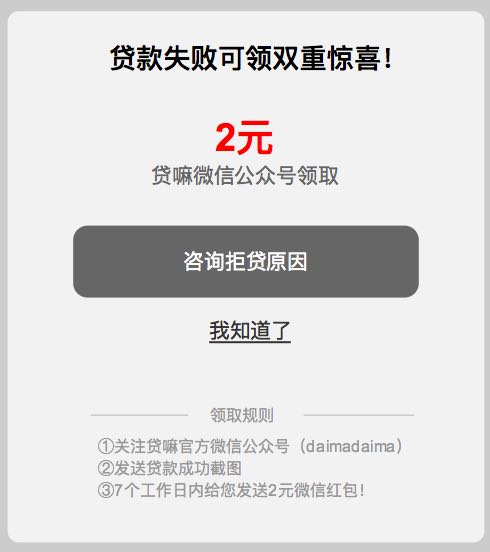 贷款失败可领双重惊喜！
2元
贷嘛微信公众号领取
咨询拒贷原因
我知道了
领取规则
①关注贷嘛官方微信公众号（daimadaima）
②发送贷款成功截图
③7个工作日内给您发送2元微信红包！